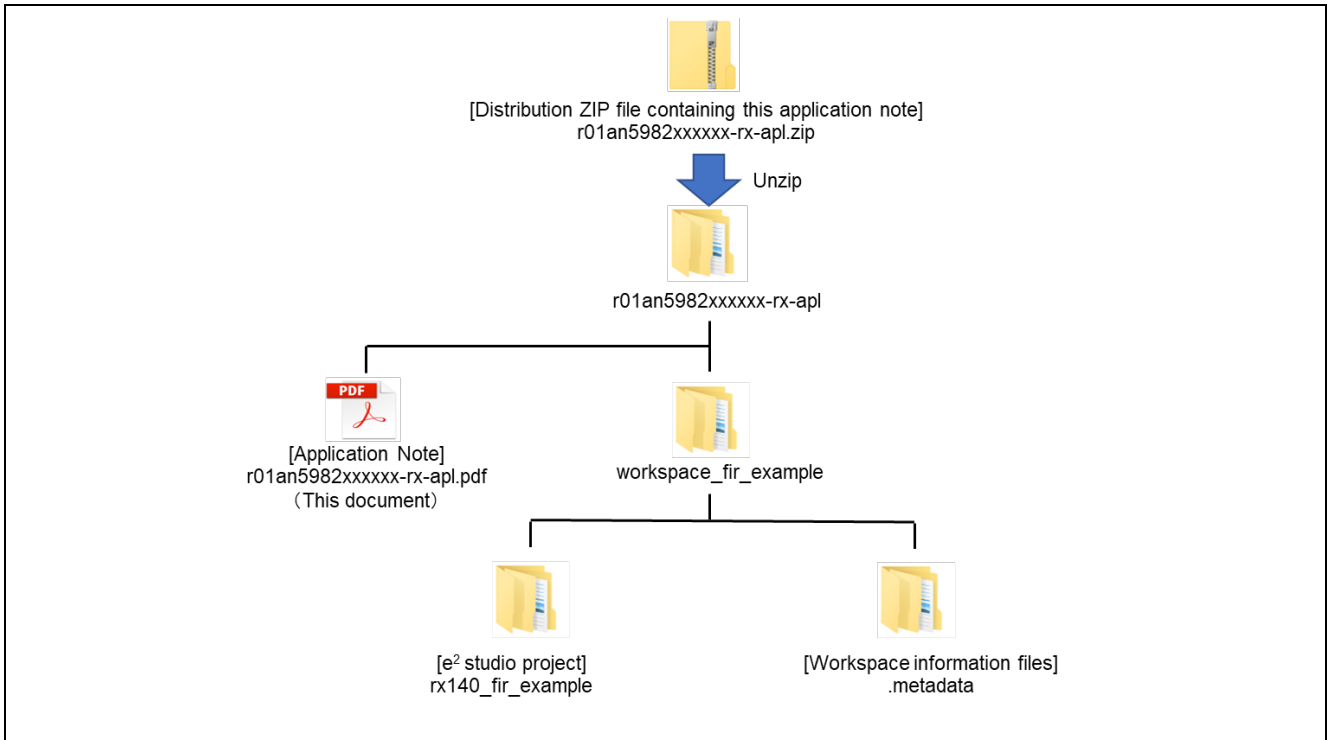 [Distribution ZIP file containing this application note]
r01an5982xxxxxx-rx-apl.zip
Unzip
r01an5982xxxxxx-rx-apl
PDF
[Application Note]
r01an5982xxxxxx-rx-apl.pdf
（This document）
workspace_fir_example
[e² studio project]
rx140_fir_example
[Workspace information files]
.metadata